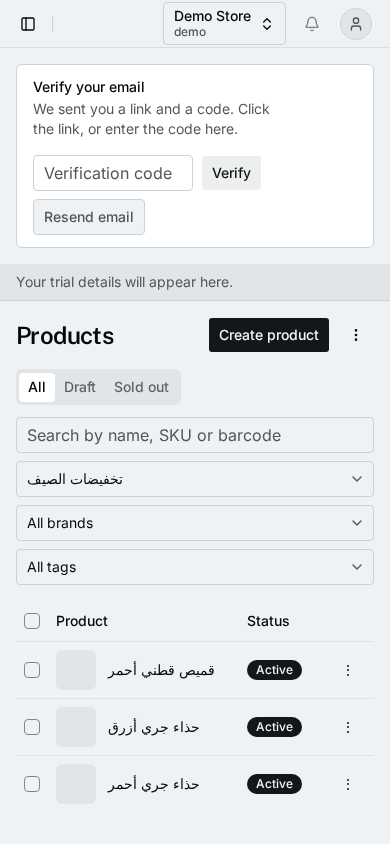 Demo Store
demo
Verify your email
We sent you a link and a code. Click
the link, or enter the code here.
Verification code
Verify
Resend email
Your trial details will appear here.
Products
Create product
All
Draft
Sold out
Search by name, SKU or barcode
تخفيضات الصيف
All brands
All tags
Product
Status
قميص قطني أحمر
Active
حذاء جري أزرق
Active
حذاء جري أحمر
Active